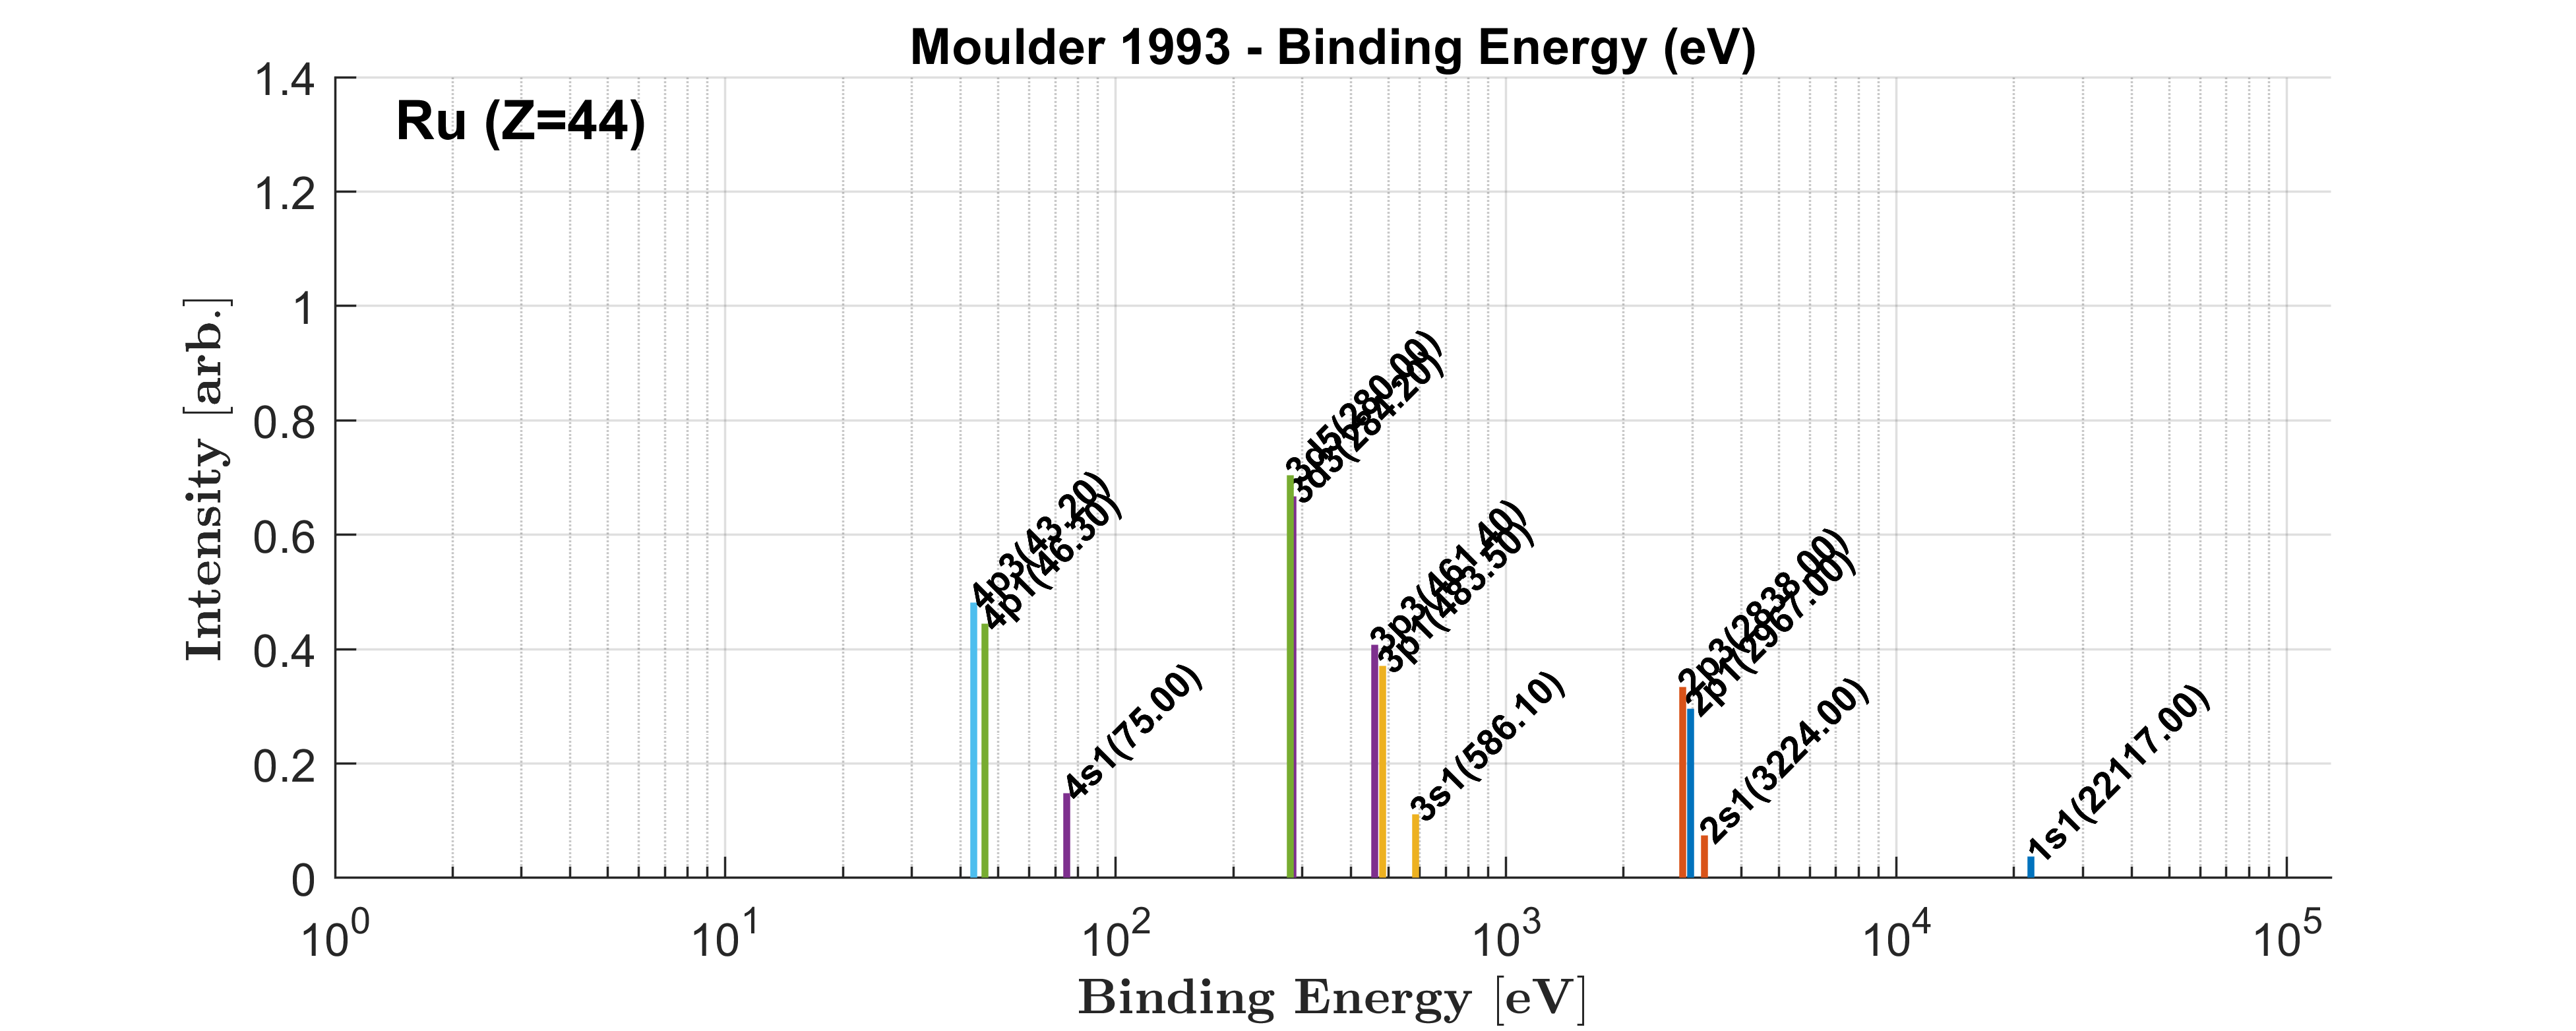 Moulder 1993 - Binding Energy (eV)
Ru (Z=44)
Intensity [arb.]
1.4
1.2
1
0.8
0.6
0.4
0.2
0
4p3(43.20)
4p1(46.30)
4s1(75.00)
3d5(280.00)
3d3(284.20)
3p3(461.40)
3p1(483.50)
3s1(586.10)
2p3(2838.00)
2p1(2967.00)
2s1(3224.00)
1s1(22117.00)
10^0 10^1 10^2 10^3 10^4 10^5
Binding Energy [eV]